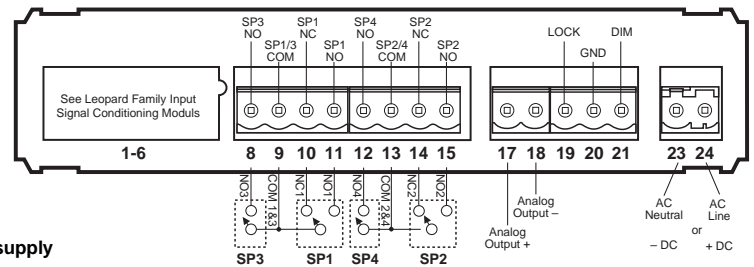 SP3 NO
SP1/3 COM
SP1 NC
SP1 NO
SP4 NO
SP2/4 COM
SP2 NC
SP2 NO
LOCK
GND
DIM
See Leopard Family Input
Signal Conditioning Moduls
1-6
8 9 10 11 12 13 14 15 17 18 19 20 21 23 24
NO3
COM 1&3
NC1
NO1
NO4
COM 2&4
NC2
NO2
Analog
Output +
Analog
Output –
AC
Neutral
– DC
or
AC
Line
+ DC
SP3 SP1 SP4 SP2
supply